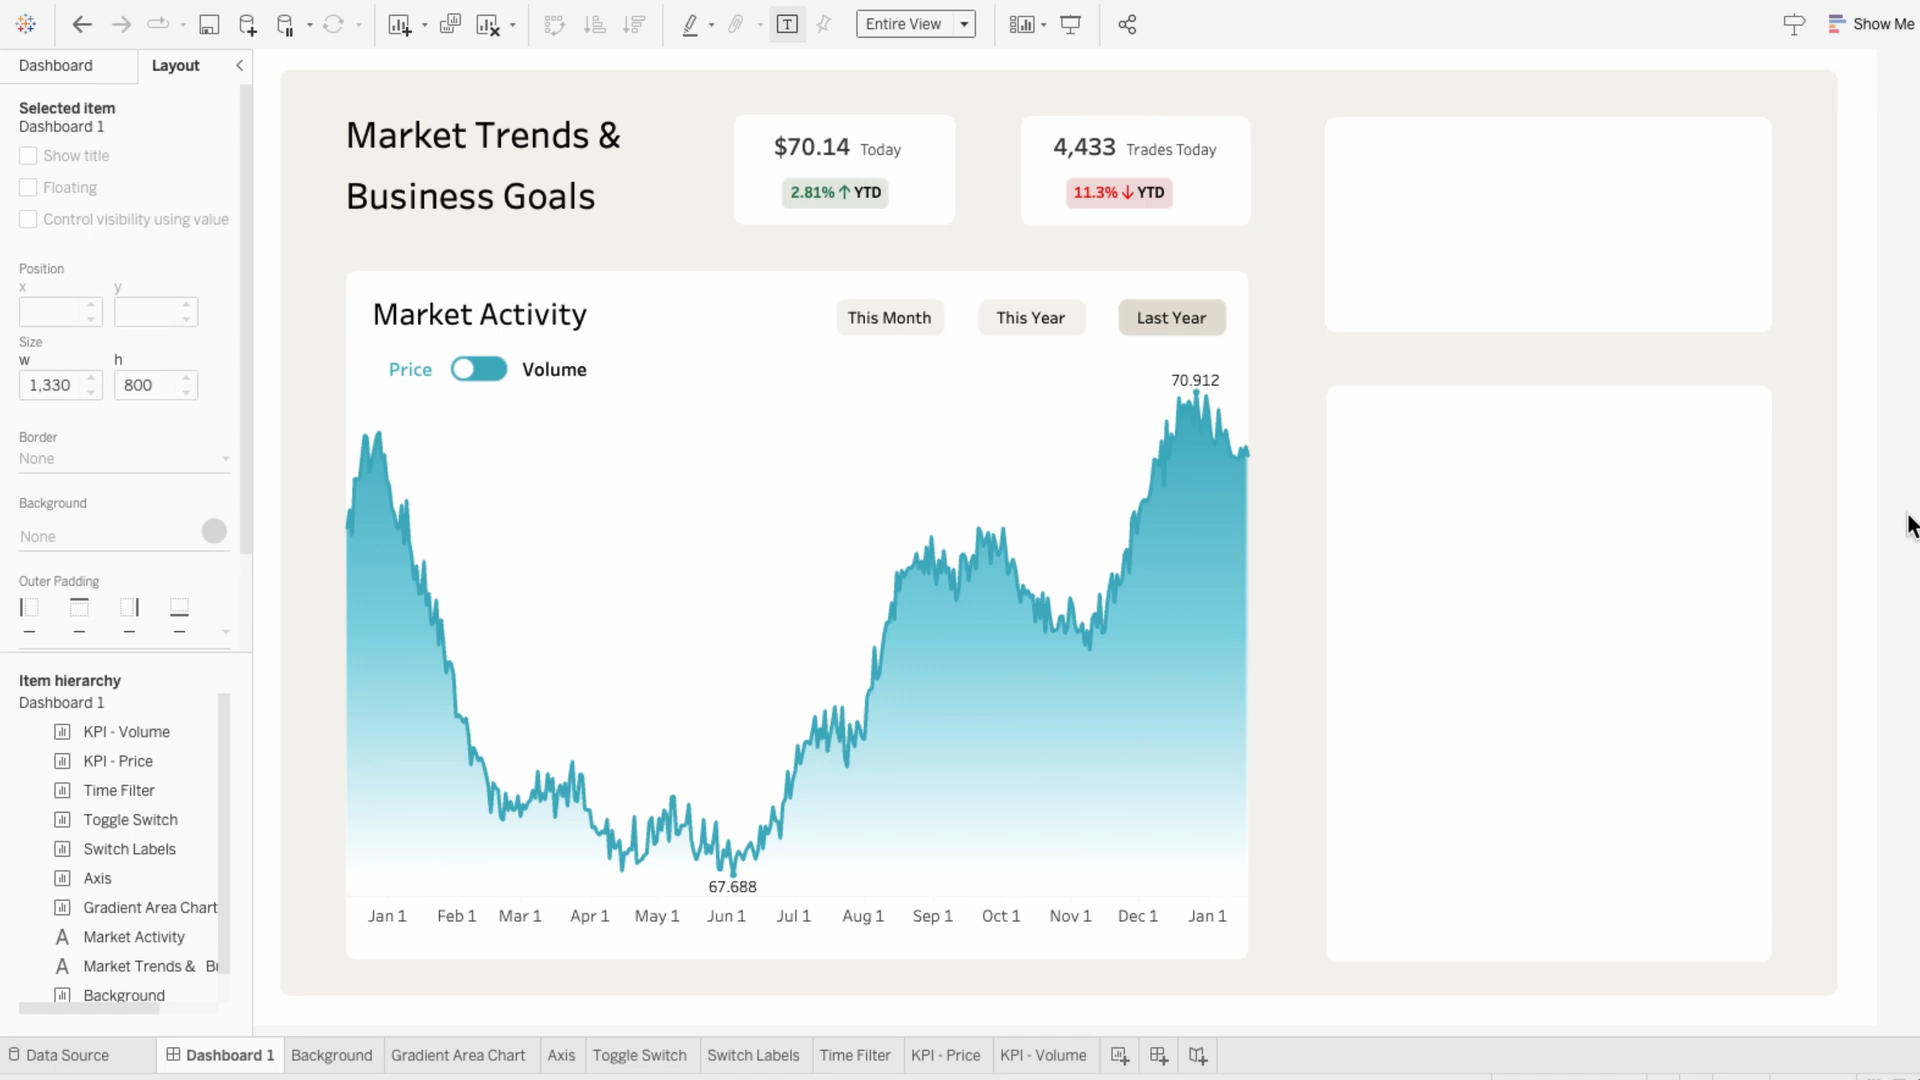 Entire View
Show Me
Dashboard
Layout
Selected item
Dashboard 1
Show title
Floating
Control visibility using value
Position
x y
Size
w h
1,330 800
Border
None
Background
None
Outer Padding
Item hierarchy
Dashboard 1
KPI - Volume
KPI - Price
Time Filter
Toggle Switch
Switch Labels
Axis
Gradient Area Chart
A Market Activity
A Market Trends & Bu
Background
Market Trends &
Business Goals
$70.14 Today
2.81% ↑ YTD
4,433 Trades Today
11.3% ↓ YTD
Market Activity
This Month
This Year
Last Year
Price
Volume
70.912
67.688
Jan 1 Feb 1 Mar 1 Apr 1 May 1 Jun 1 Jul 1 Aug 1 Sep 1 Oct 1 Nov 1 Dec 1 Jan 1
Data Source
Dashboard 1
Background
Gradient Area Chart
Axis
Toggle Switch
Switch Labels
Time Filter
KPI - Price
KPI - Volume